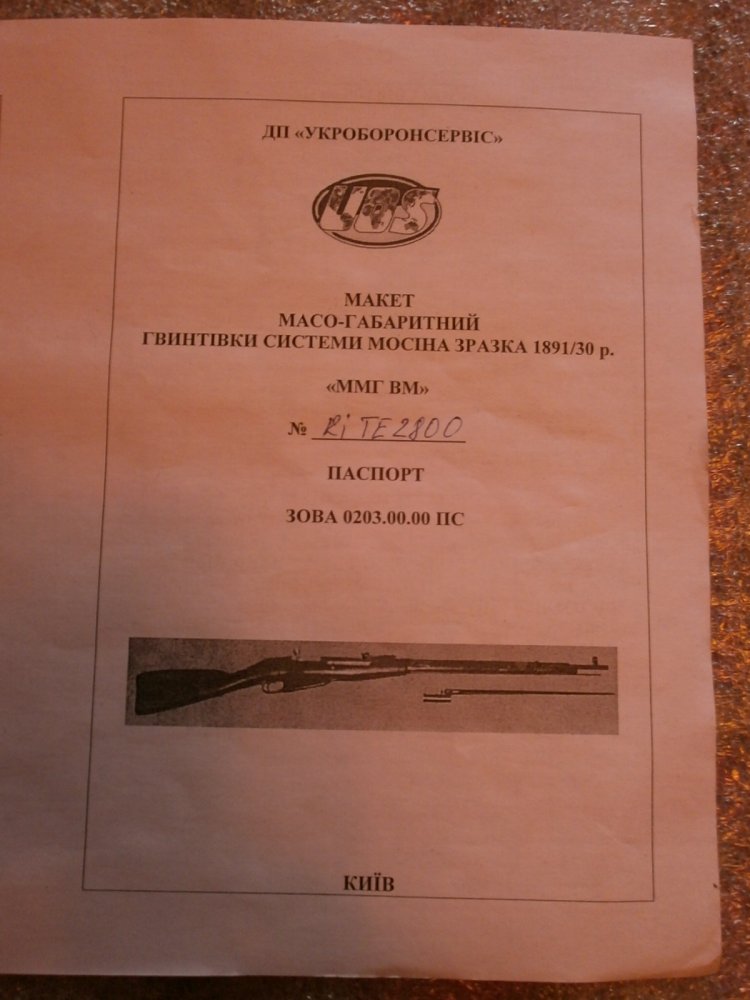 ДП «УКРОБОРОНСЕРВІС»
UOS
МАКЕТ
МАСО-ГАБАРИТНИЙ
ГВИНТІВКИ СИСТЕМИ МОСІНА ЗРАЗКА 1891/30 р.
«ММГ ВМ»
№ Ri TE2800
ПАСПОРТ
ЗОВА 0203.00.00 ПС
КИЇВ